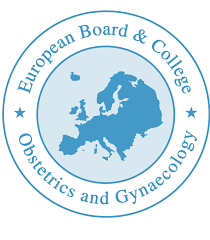 European Board & College
Obstetrics and Gynaecology